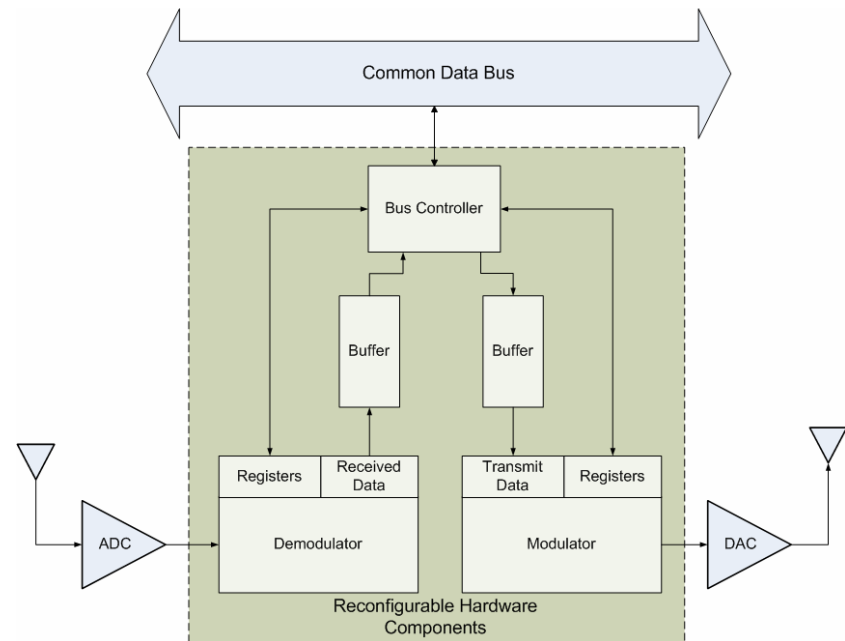 Common Data Bus
Bus Controller
Buffer
Buffer
Registers
Received
Data
Transmit
Data
Registers
ADC
Demodulator
Modulator
DAC
Reconfigurable Hardware
Components